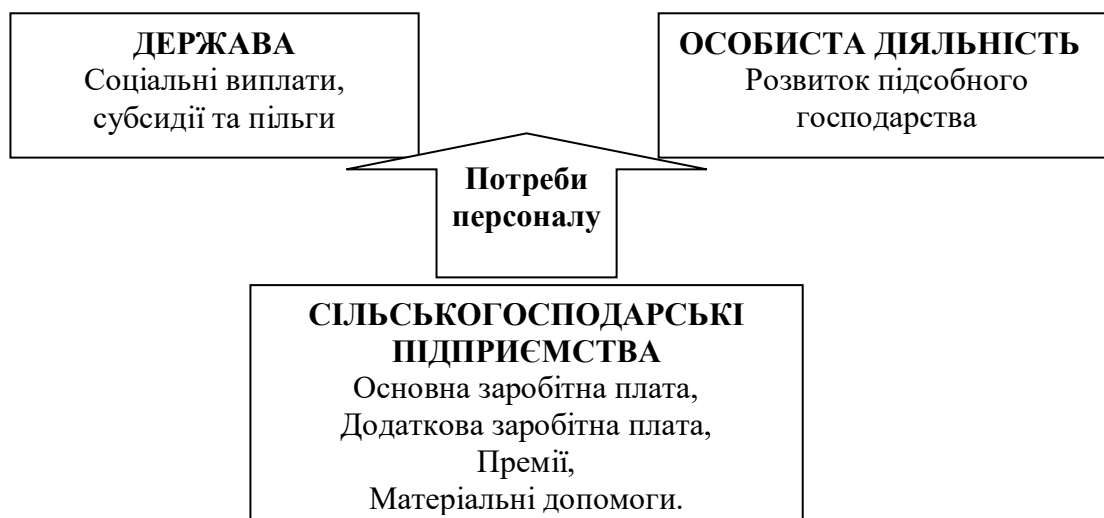 ДЕРЖАВА
Соціальні виплати,
субсидії та пільги
ОСОБИСТА ДІЯЛЬНІСТЬ
Розвиток підсобного
господарства
Потреби
персоналу
СІЛЬСЬКОГОСПОДАРСЬКІ
ПІДПРИЄМСТВА
Основна заробітна плата,
Додаткова заробітна плата,
Премії,
Матеріальні допомоги.